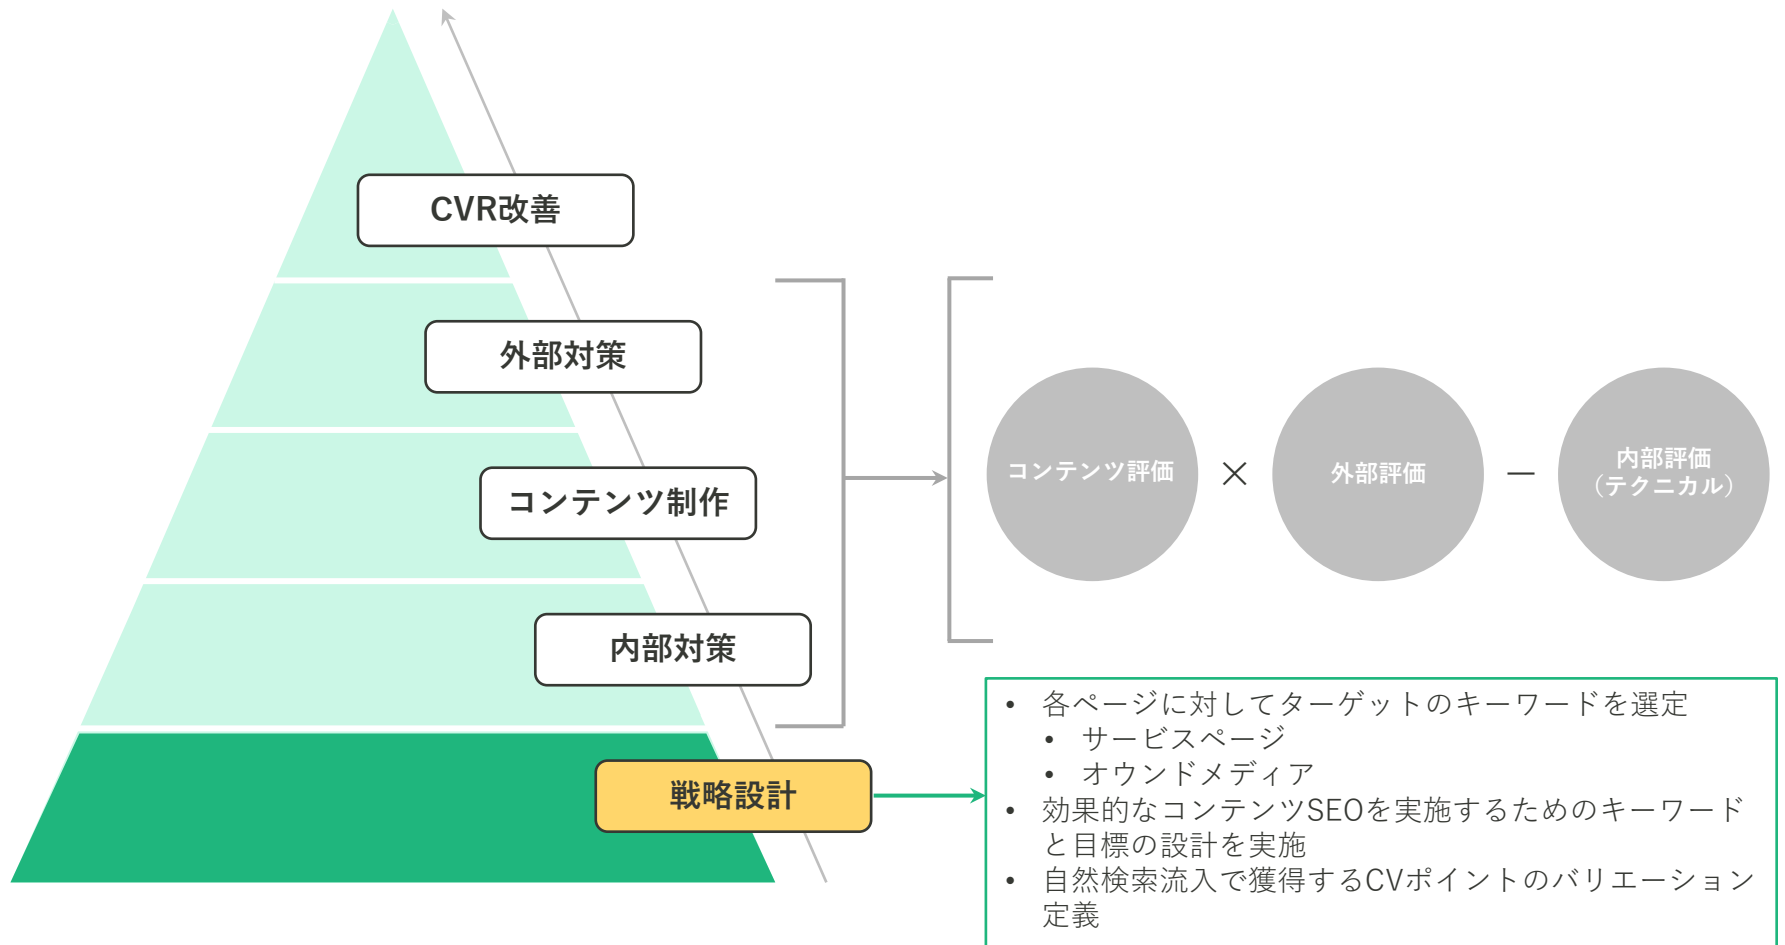 CVR改善
外部対策
コンテンツ制作
内部対策
戦略設計
コンテンツ評価
×
外部評価
－
内部評価
（テクニカル）
• 各ページに対してターゲットのキーワードを選定
• サービスページ
• オウンドメディア
• 効果的なコンテンツSEOを実施するためのキーワード
と目標の設計を実施
• 自然検索流入で獲得するCVポイントのバリエーション
定義